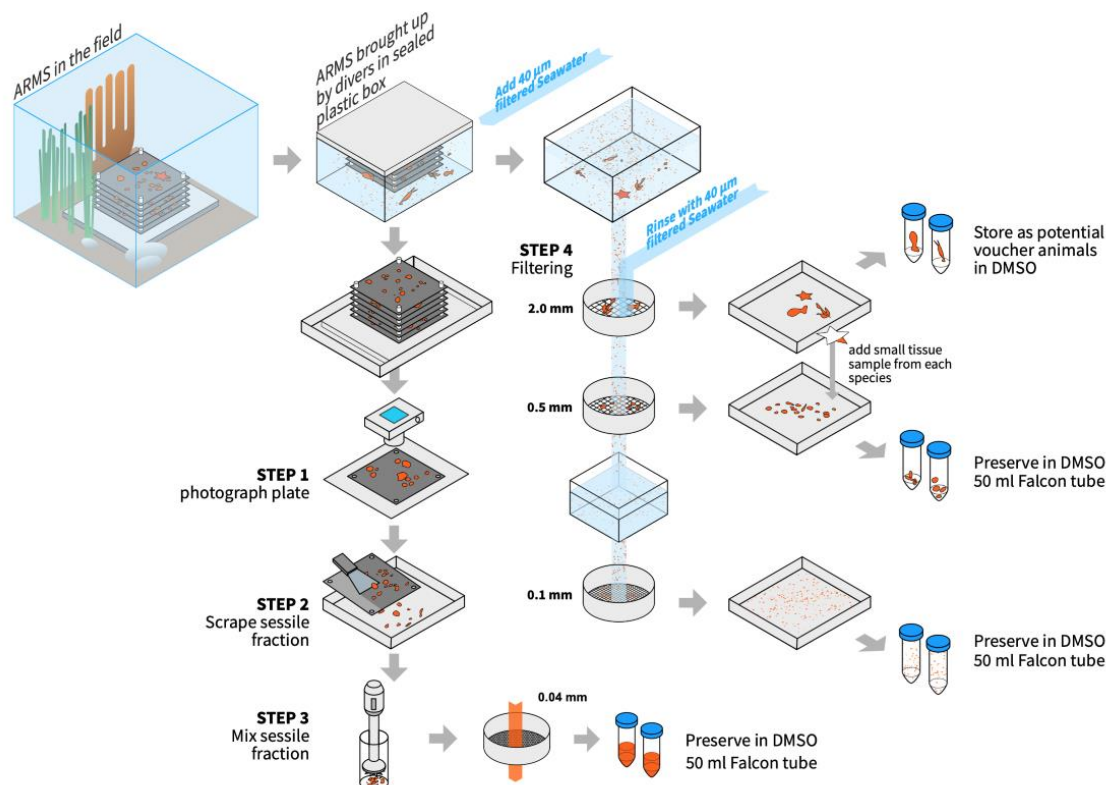 ARMS in the field
ARMS brought up
by divers in sealed
plastic box
Add 40 µm
filtered Seawater
Rinse with 40 µm
filtered Seawater
STEP 4
Filtering
2.0 mm
Store as potential
voucher animals
in DMSO
add small tissue
sample from each
species
0.5 mm
STEP 1
photograph plate
Preserve in DMSO
50 ml Falcon tube
0.1 mm
STEP 2
Scrape sessile
fraction
Preserve in DMSO
50 ml Falcon tube
STEP 3
Mix sessile
fraction
0.04 mm
Preserve in DMSO
50 ml Falcon tube